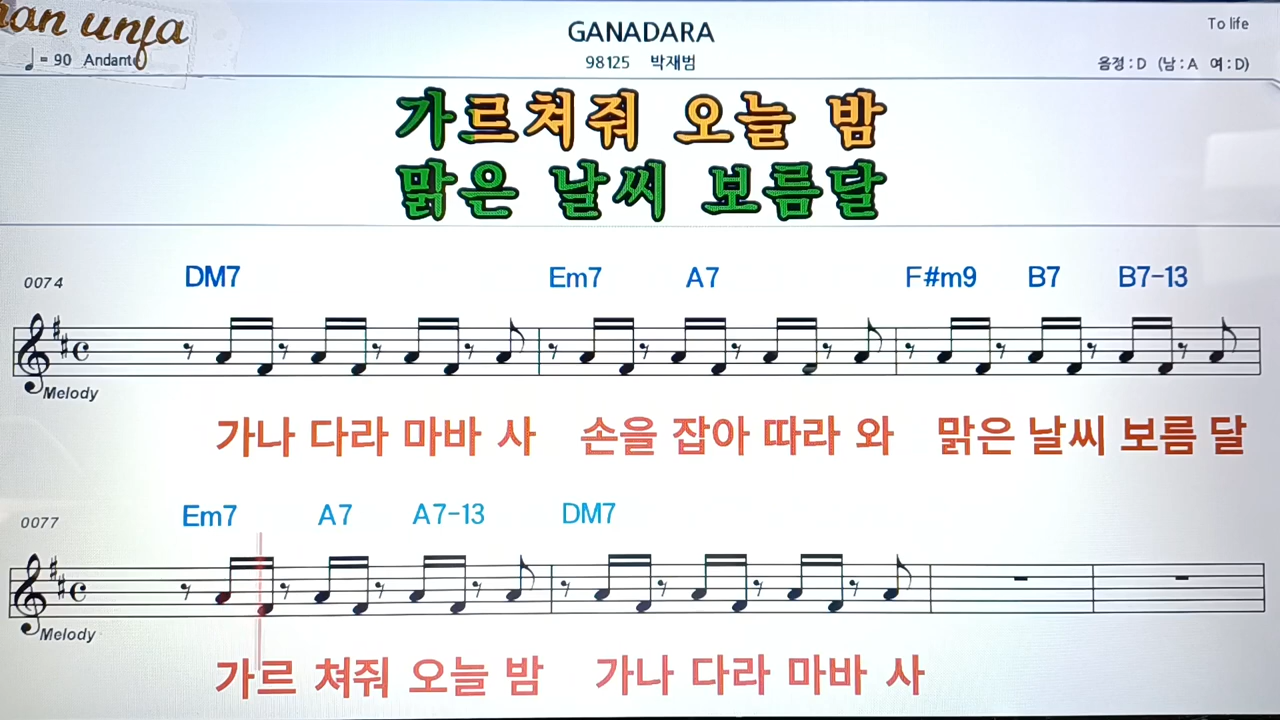 GANADARA
To life
♩= 90 Andante
98125 박재범
음정 : D (남 : A 여 : D)
가르쳐줘 오늘 밤
맑은 날씨 보름달
0074 DM7 Em7 A7 F#m9 B7 B7-13
Melody
가나 다라 마바 사 손을 잡아 따라 와 맑은 날씨 보름 달
0077 Em7 A7 A7-13 DM7
Melody
가르 쳐줘 오늘 밤 가나 다라 마바 사